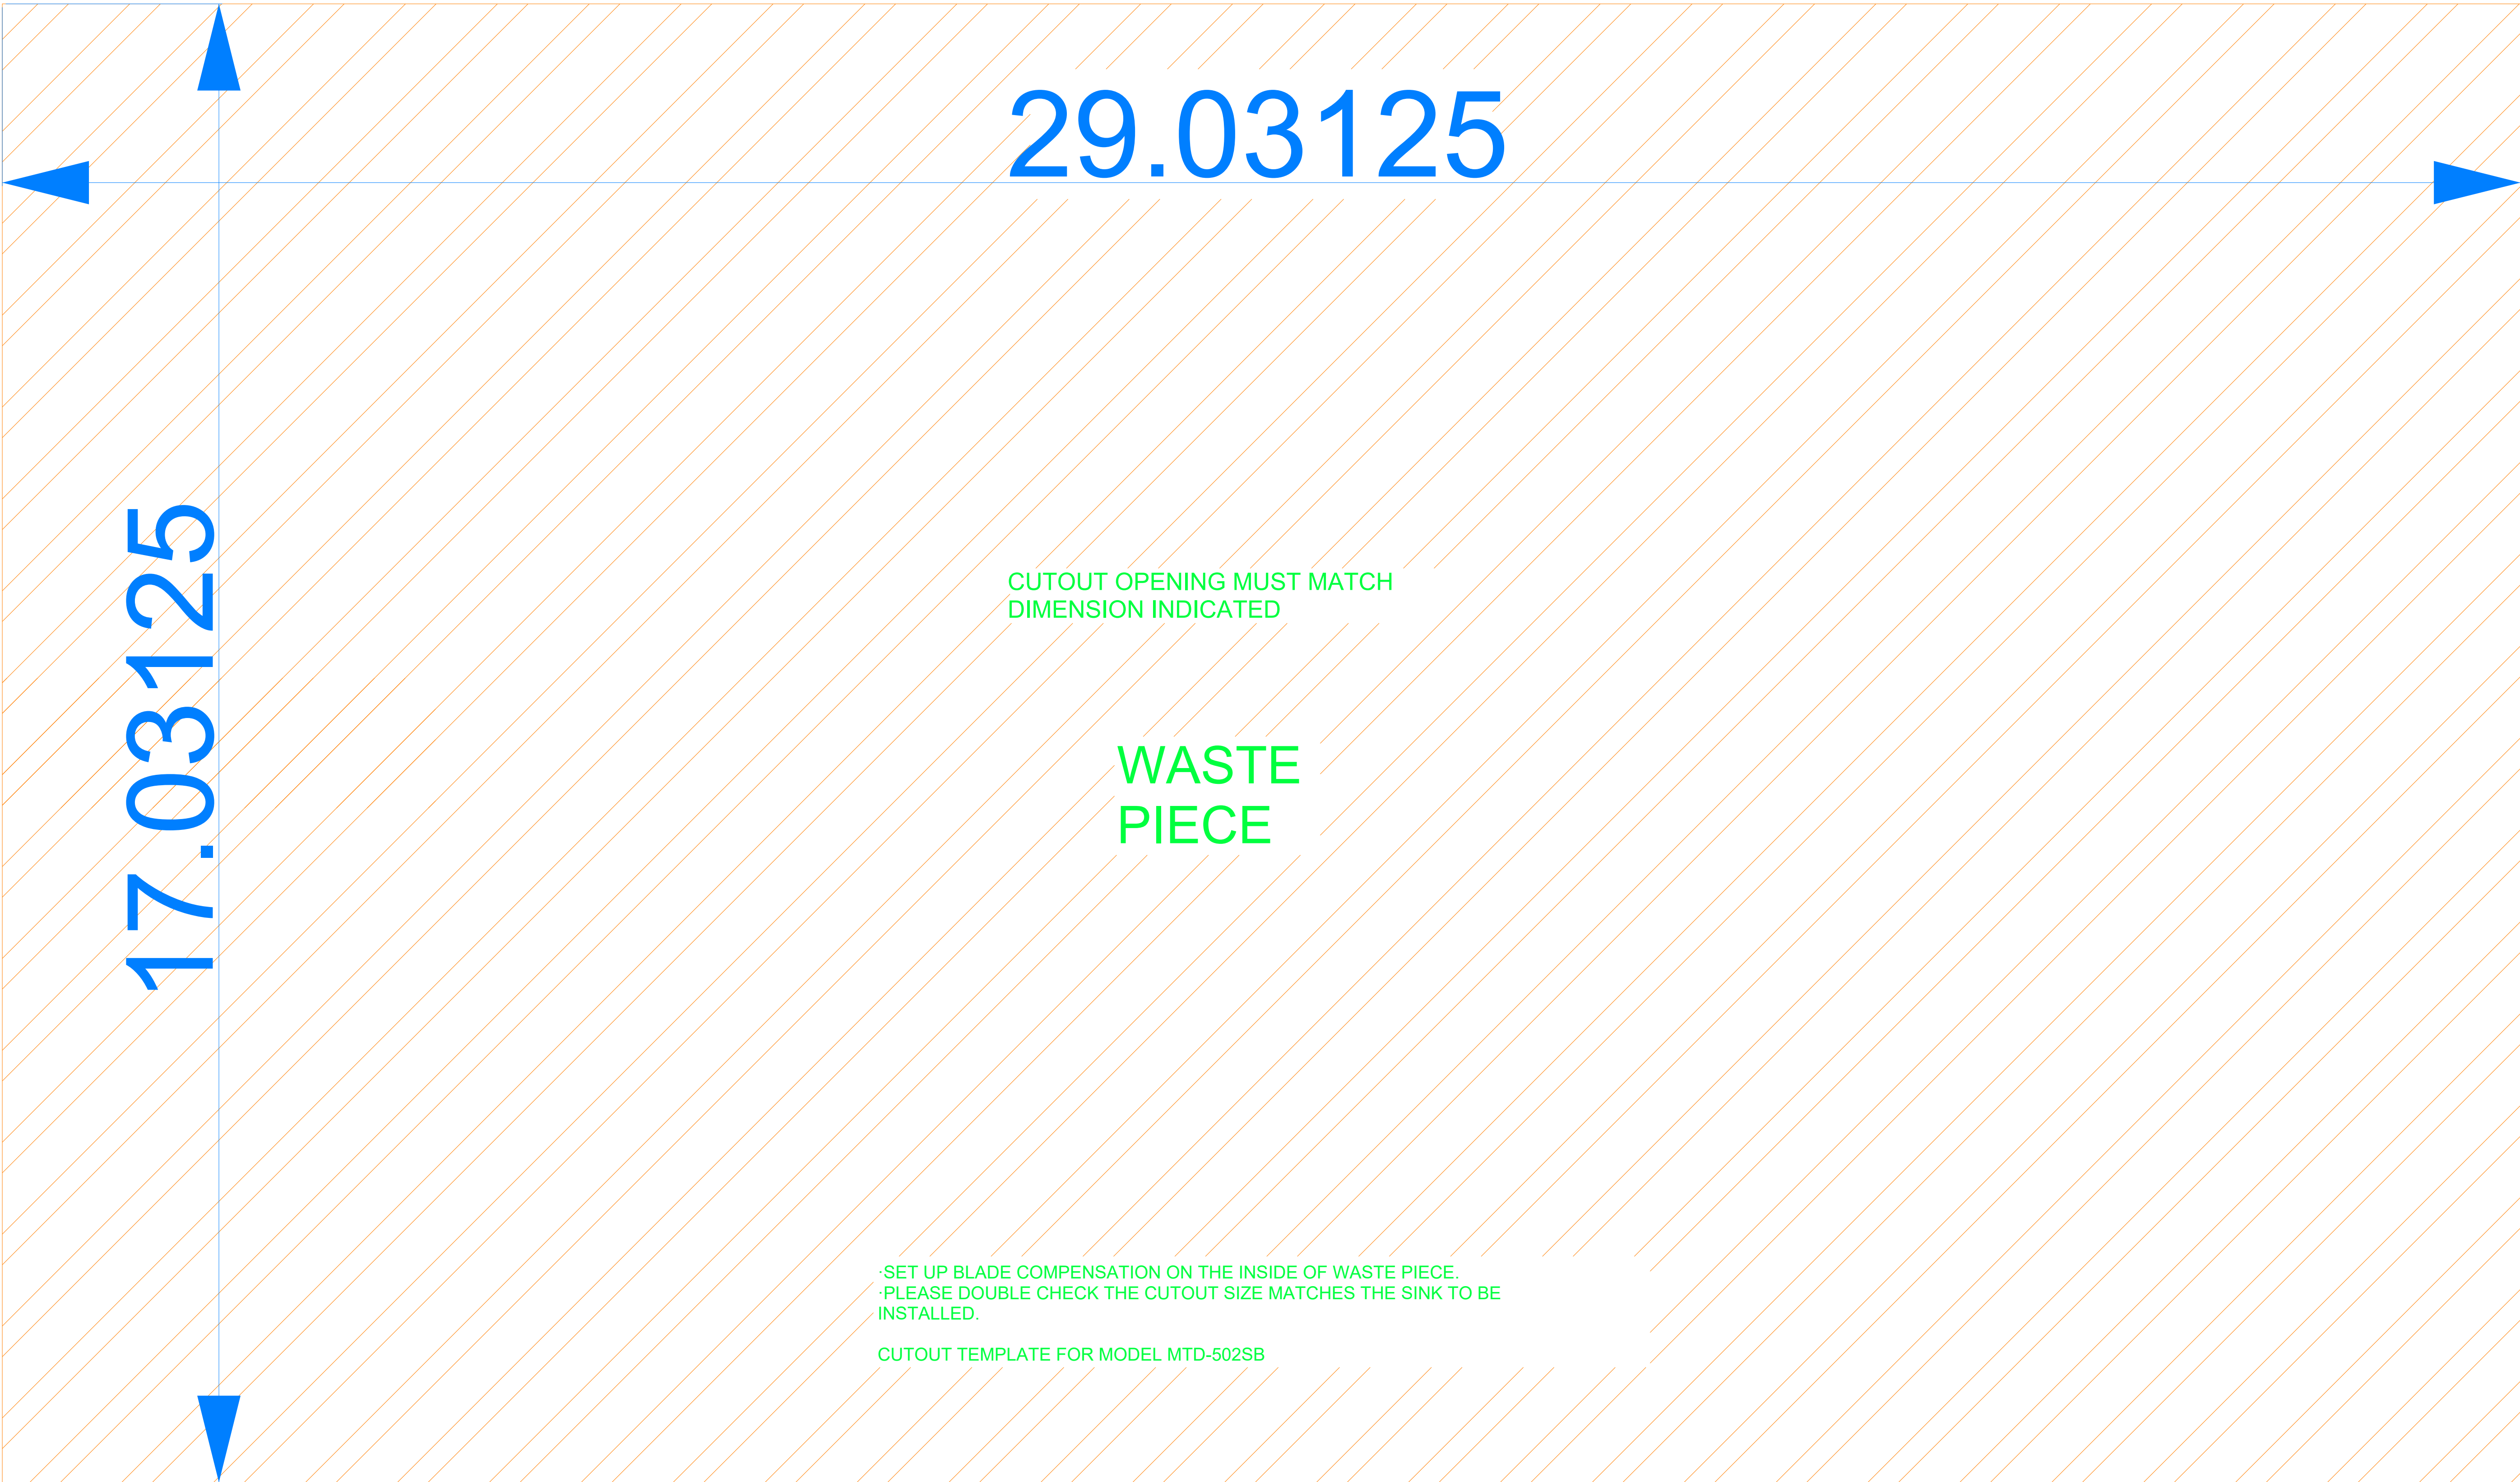 29.03125
17.03125
CUTOUT OPENING MUST MATCH
DIMENSION INDICATED
WASTE
PIECE
·SET UP BLADE COMPENSATION ON THE INSIDE OF WASTE PIECE.
·PLEASE DOUBLE CHECK THE CUTOUT SIZE MATCHES THE SINK TO BE
INSTALLED.
CUTOUT TEMPLATE FOR MODEL MTD-502SB